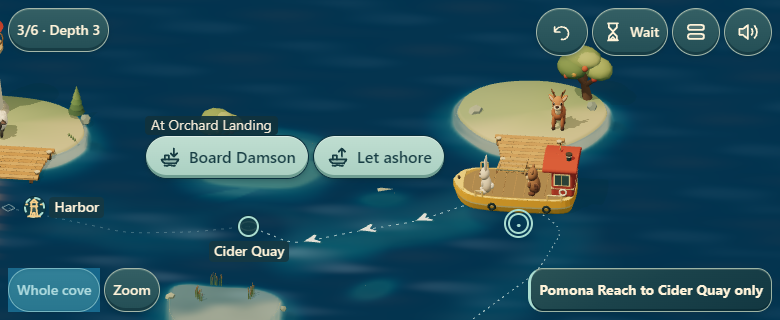 3/6 · Depth 3
Wait
At Orchard Landing
Board Damson
Let ashore
Harbor
Cider Quay
Whole cove
Zoom
Pomona Reach to Cider Quay only